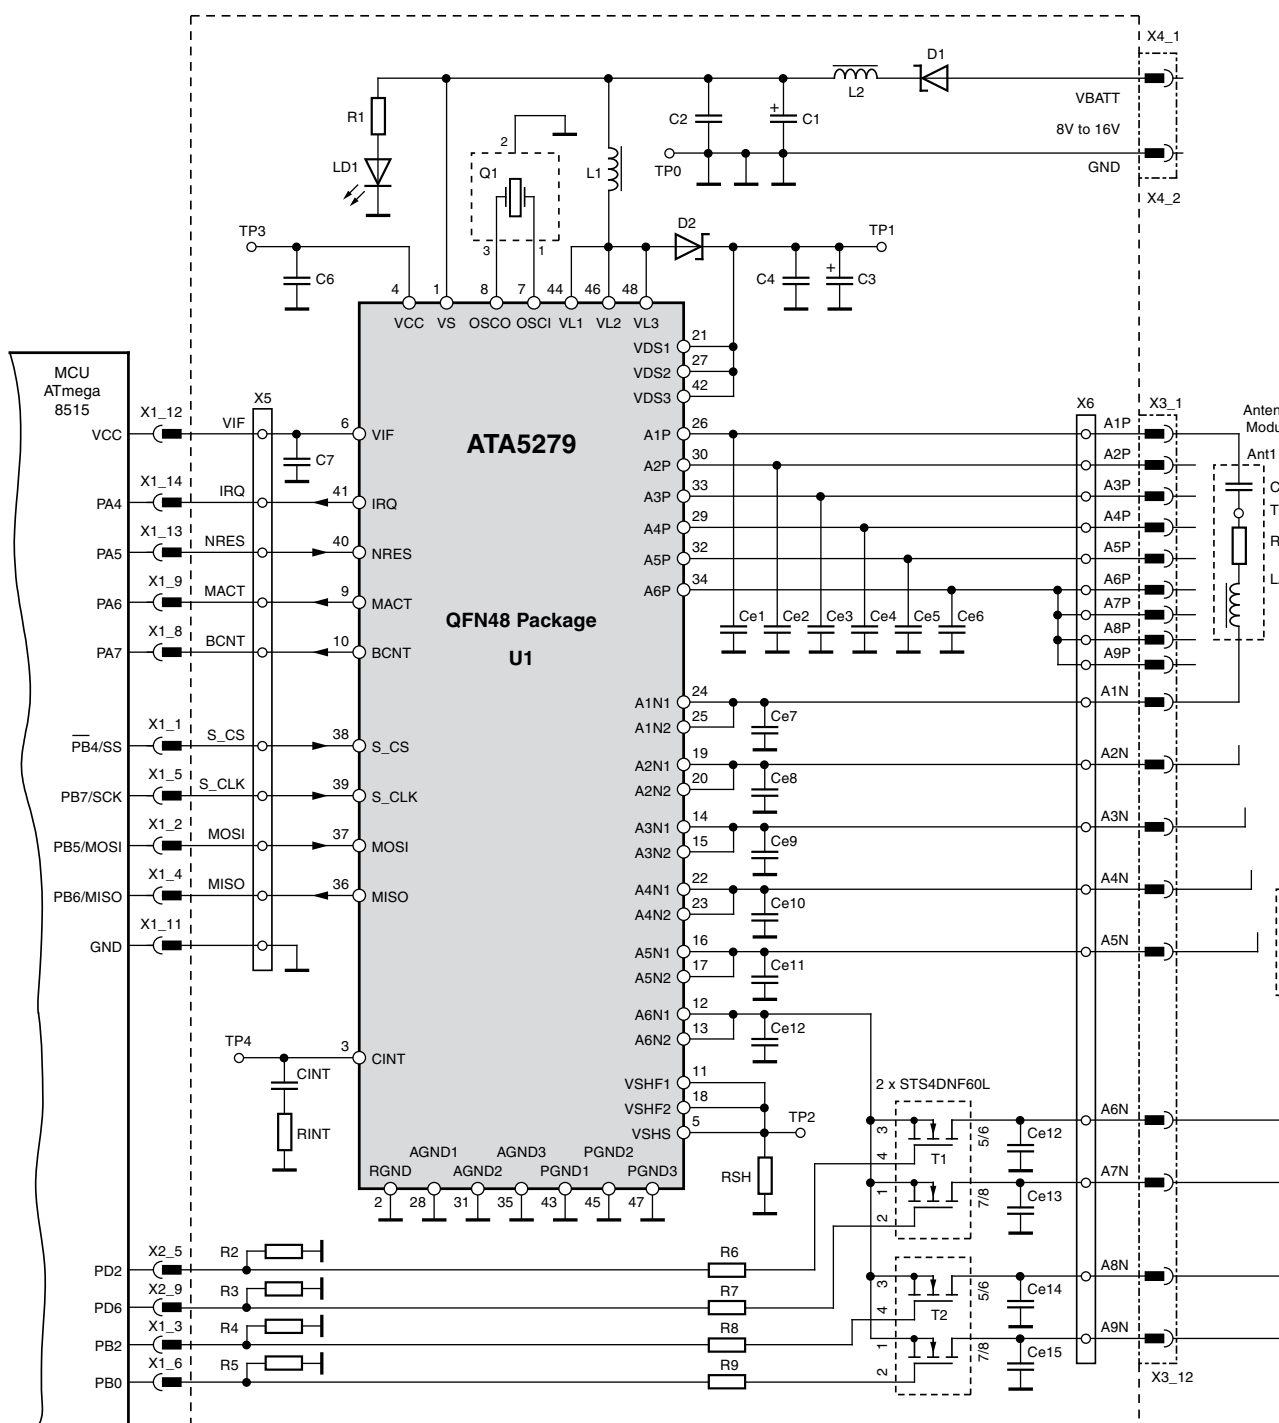 X4_1
D1
L2
VBATT
8V to 16V
GND
X4_2
R1
LD1
2
Q1
3
1
L1
C2
+
C1
TP0
D2
TP1
TP3
C6
C4
+
C3
4
1
8
7
44
46
48
VCC
VS
OSCO
OSCI
VL1
VL2
VL3
VDS1
21
VDS2
27
VDS3
42
MCU
ATmega
8515
X5
X6
X3_1
Ant1
VCC
X1_12
VIF
6
VIF
C7
ATA5279
A1P
26
A1P
A2P
30
A2P
PA4
X1_14
IRQ
41
IRQ
A3P
33
A3P
A4P
29
A4P
PA5
X1_13
NRES
40
NRES
A5P
32
A5P
R
A6P
34
A6P
PA6
X1_9
MACT
9
MACT
QFN48 Package
U1
Ce1
Ce2
Ce3
Ce4
Ce5
Ce6
A7P
A8P
A9P
PA7
X1_8
BCNT
10
BCNT
A1N1
24
A1N
A1N2
25
Ce7
PB4/SS
X1_1
S_CS
38
S_CS
A2N1
19
A2N
A2N2
20
Ce8
PB7/SCK
X1_5
S_CLK
39
S_CLK
A3N1
14
A3N
A3N2
15
Ce9
PB5/MOSI
X1_2
MOSI
37
MOSI
A4N1
22
A4N
A4N2
23
Ce10
PB6/MISO
X1_4
MISO
36
MISO
GND
X1_11
A5N1
16
A5N
A5N2
17
Ce11
A6N1
12
A6N2
13
Ce12
TP4
3
CINT
CINT
RINT
VSHF1
11
VSHF2
18
VSHS
5
TP2
RSH
2 x STS4DNF60L
3
4
T1
5/6
Ce12
A6N
1
2
7/8
Ce13
A7N
RGND
AGND1
AGND2
AGND3
PGND1
PGND2
PGND3
2
28
31
35
43
45
47
PD2
X2_5
R2
R6
3
4
T2
5/6
Ce14
A8N
PD6
X2_9
R3
R7
PB2
X1_3
R4
R8
1
2
7/8
Ce15
A9N
PB0
X1_6
R5
R9
X3_12